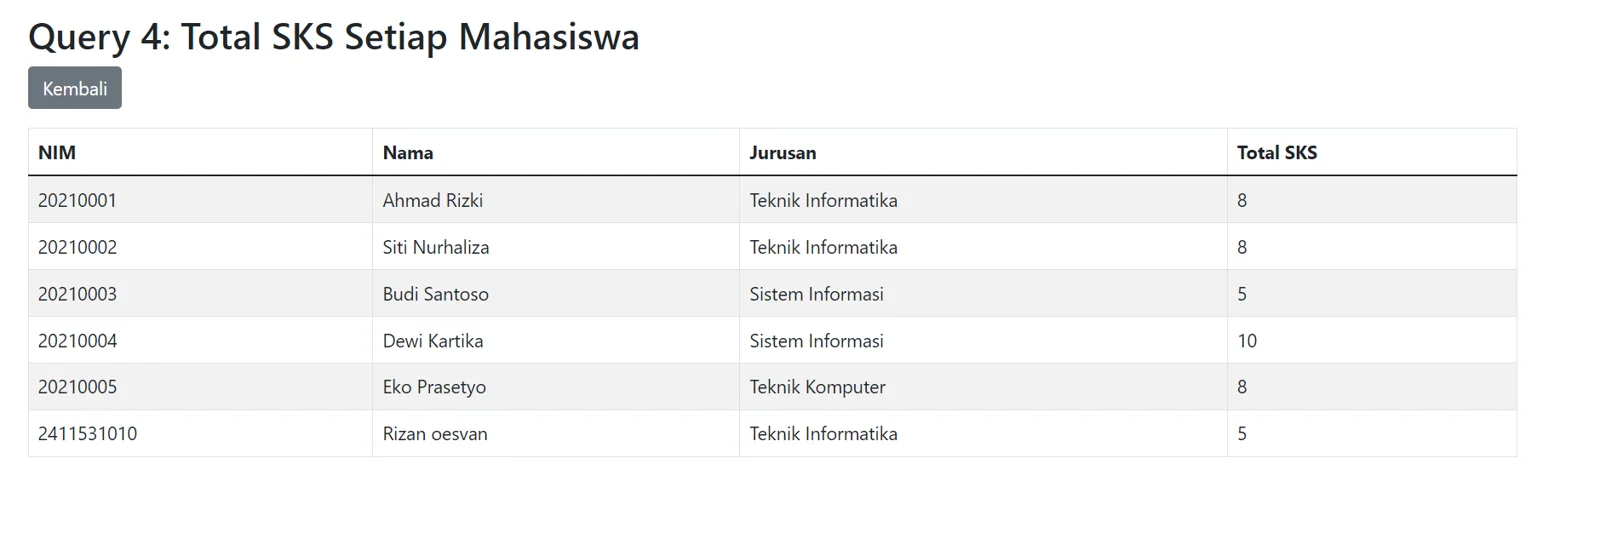 Query 4: Total SKS Setiap Mahasiswa
Kembali
NIM Nama Jurusan Total SKS
20210001 Ahmad Rizki Teknik Informatika 8
20210002 Siti Nurhaliza Teknik Informatika 8
20210003 Budi Santoso Sistem Informasi 5
20210004 Dewi Kartika Sistem Informasi 10
20210005 Eko Prasetyo Teknik Komputer 8
2411531010 Rizan oesvan Teknik Informatika 5